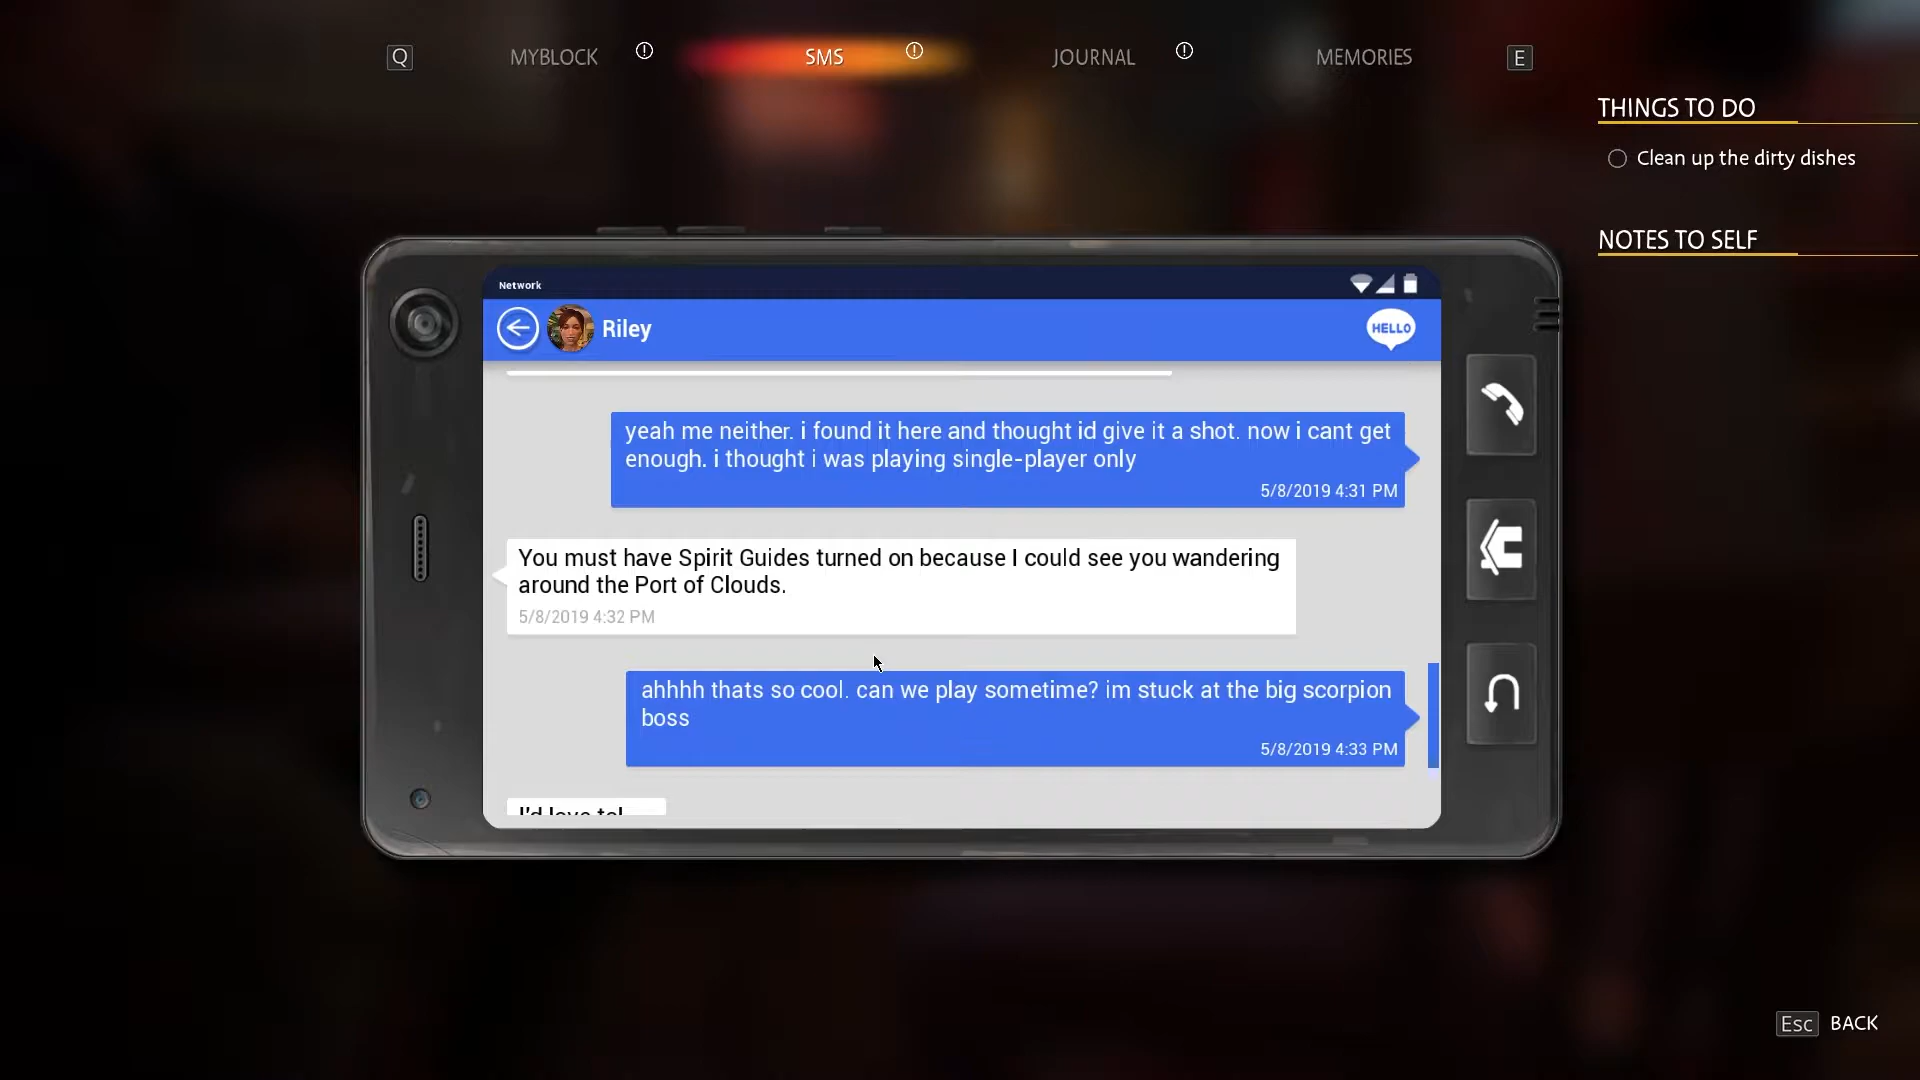 Q
MYBLOCK
SMS
JOURNAL
MEMORIES
E
THINGS TO DO
Clean up the dirty dishes
NOTES TO SELF
Network
Riley
HELLO
yeah me neither. i found it here and thought id give it a shot. now i cant get
enough. i thought i was playing single-player only
5/8/2019 4:31 PM
You must have Spirit Guides turned on because I could see you wandering
around the Port of Clouds.
5/8/2019 4:32 PM
ahhhh thats so cool. can we play sometime? im stuck at the big scorpion
boss
5/8/2019 4:33 PM
I'd love to!
Esc BACK